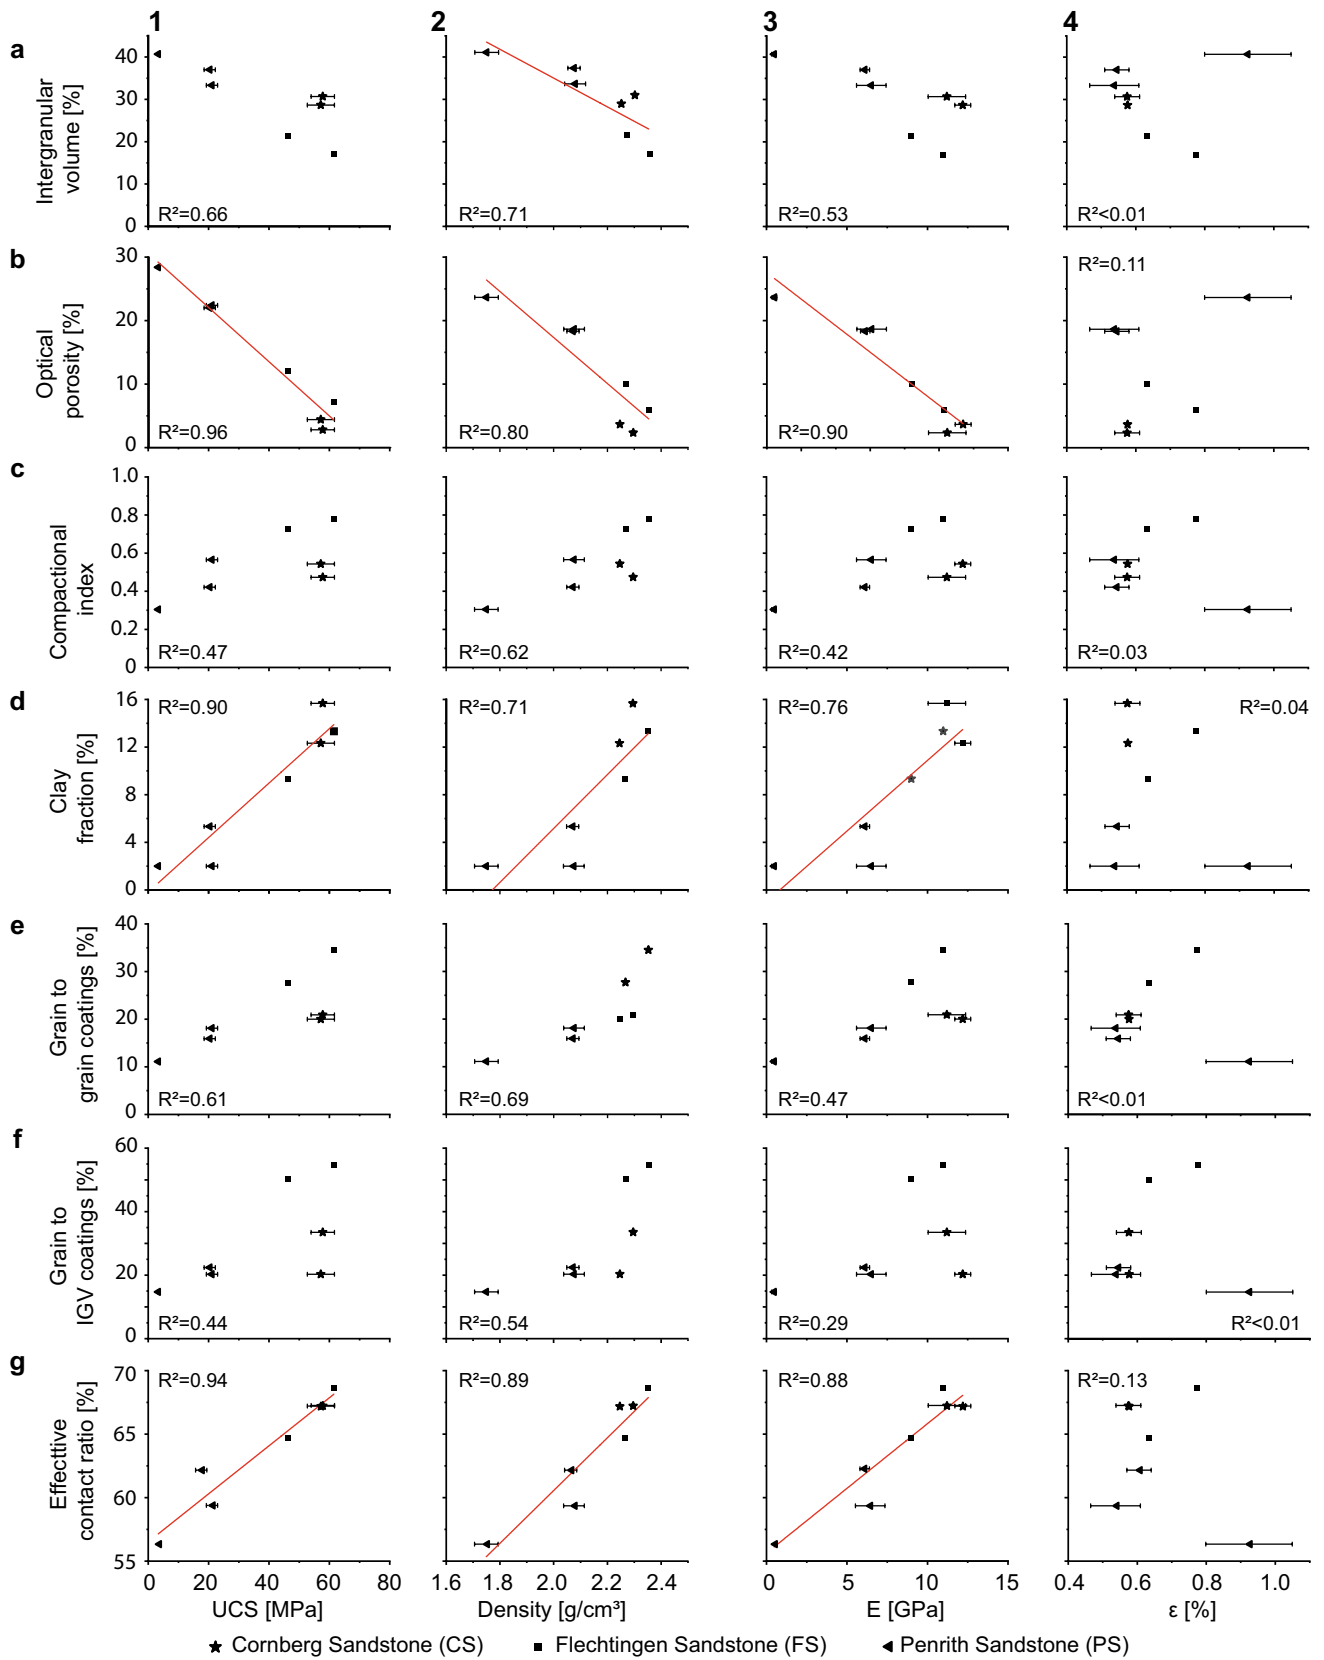 1 2 3 4
a
Intergranular
volume [%]
40
30
20
10
0
R²=0.66
R²=0.71
R²=0.53
R²<0.01
b
Optical
porosity [%]
30
20
10
0
R²=0.96
R²=0.80
R²=0.90
R²=0.11
c
Compactional
index
1.0
0.8
0.6
0.4
0.2
0
R²=0.47
R²=0.62
R²=0.42
R²=0.03
d
Clay
fraction [%]
16
12
8
4
0
R²=0.90
R²=0.71
R²=0.76
R²=0.04
e
Grain to
grain coatings [%]
40
30
20
10
0
R²=0.61
R²=0.69
R²=0.47
R²<0.01
f
Grain to
IGV coatings [%]
60
40
20
0
R²=0.44
R²=0.54
R²=0.29
R²<0.01
g
Effecttive
contact ratio [%]
70
65
60
55
R²=0.94
R²=0.89
R²=0.88
R²=0.13
0 20 40 60 80 1.6 1.8 2.0 2.2 2.4 0 5 10 15 0.4 0.6 0.8 1.0
UCS [MPa] Density [g/cm³] E [GPa] ε [%]
Cornberg Sandstone (CS) Flechtingen Sandstone (FS) Penrith Sandstone (PS)